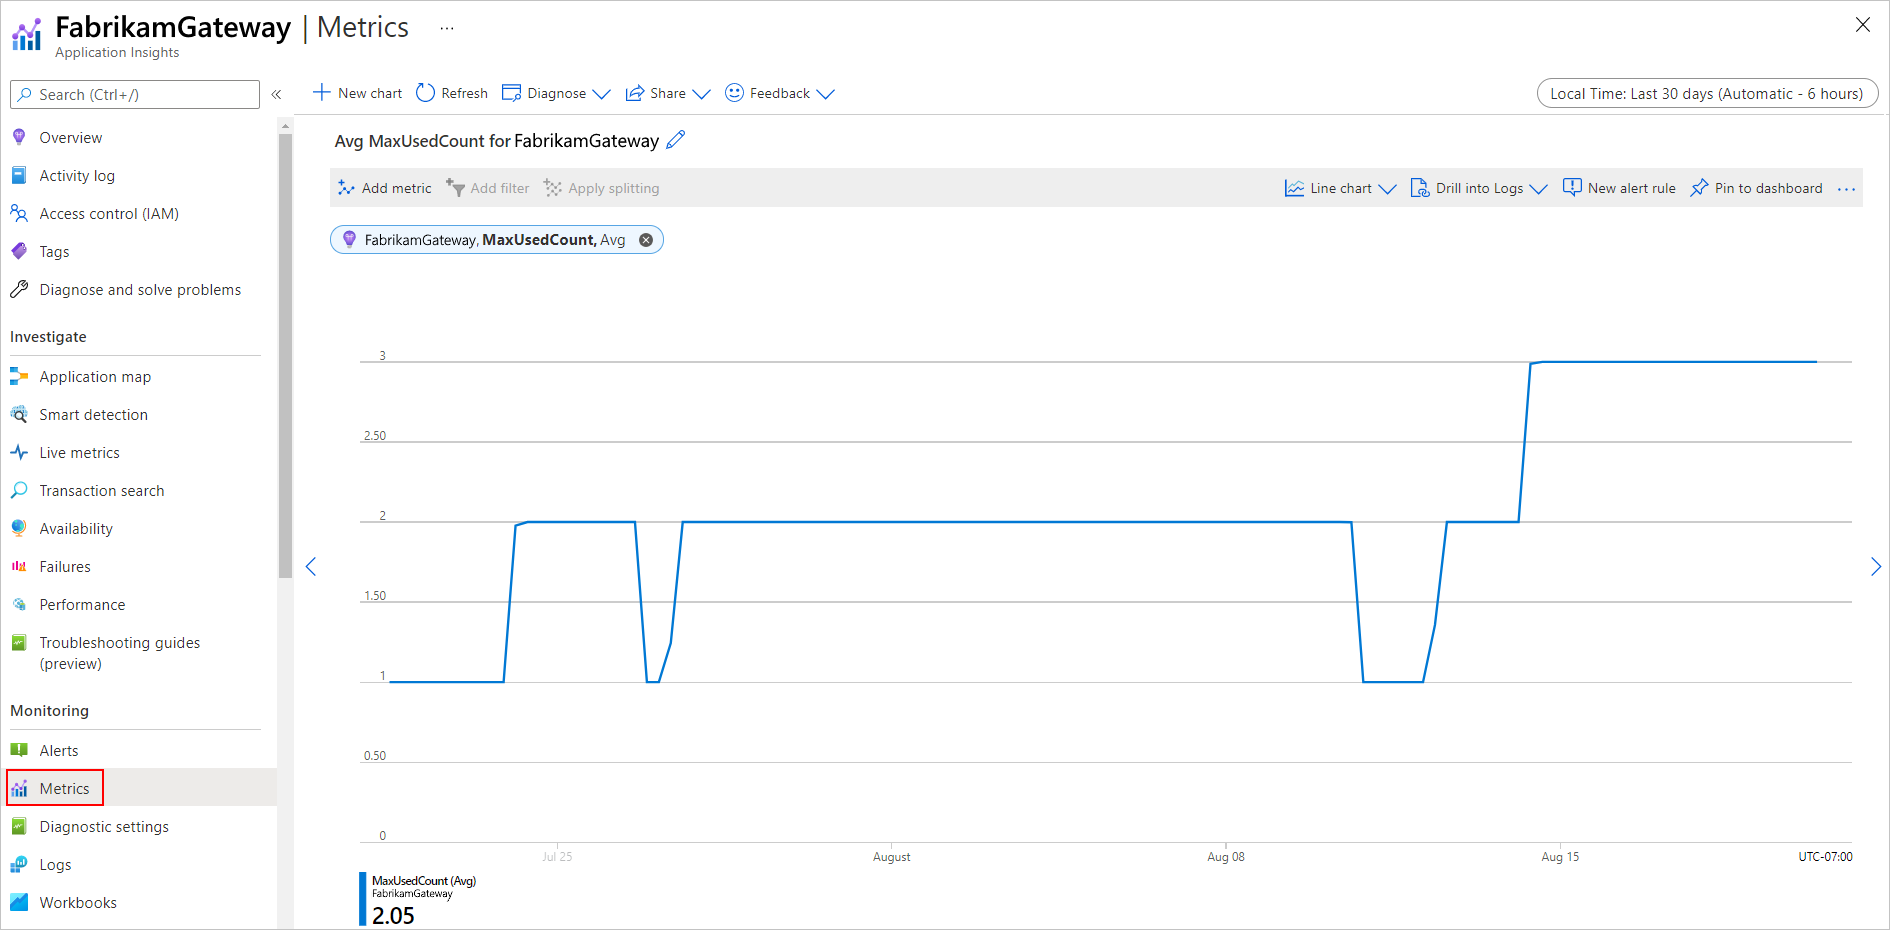 FabrikamGateway | Metrics ...
Application Insights
Search (Ctrl+/)
«
New chart Refresh Diagnose Share Feedback
Local Time: Last 30 days (Automatic - 6 hours)
Overview
Activity log
Access control (IAM)
Tags
Diagnose and solve problems
Investigate
Application map
Smart detection
Live metrics
Transaction search
Availability
Failures
Performance
Troubleshooting guides
(preview)
Monitoring
Alerts
Metrics
Diagnostic settings
Logs
Workbooks
Avg MaxUsedCount for FabrikamGateway
Add metric Add filter Apply splitting
Line chart Drill into Logs New alert rule Pin to dashboard ...
FabrikamGateway, MaxUsedCount, Avg
3
2.50
2
1.50
1
0.50
0
Jul 25 August Aug 08 Aug 15 UTC-07:00
MaxUsedCount (Avg)
FabrikamGateway
2.05